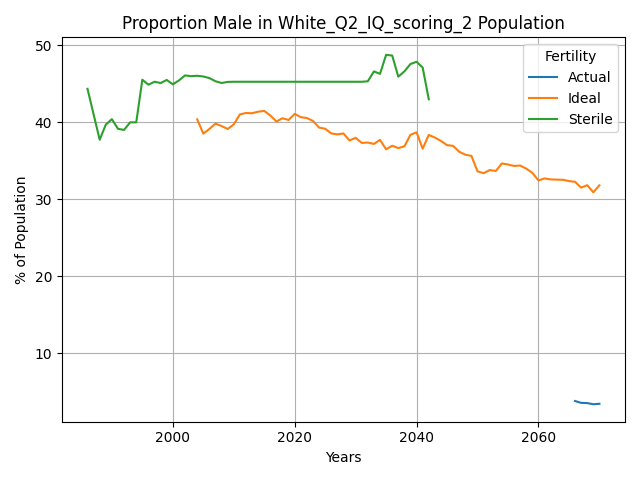 Proportion Male in White_Q2_IQ_scoring_2 Population
Fertility
Actual
Ideal
Sterile
% of Population
50
40
30
20
10
2000
2020
2040
2060
Years